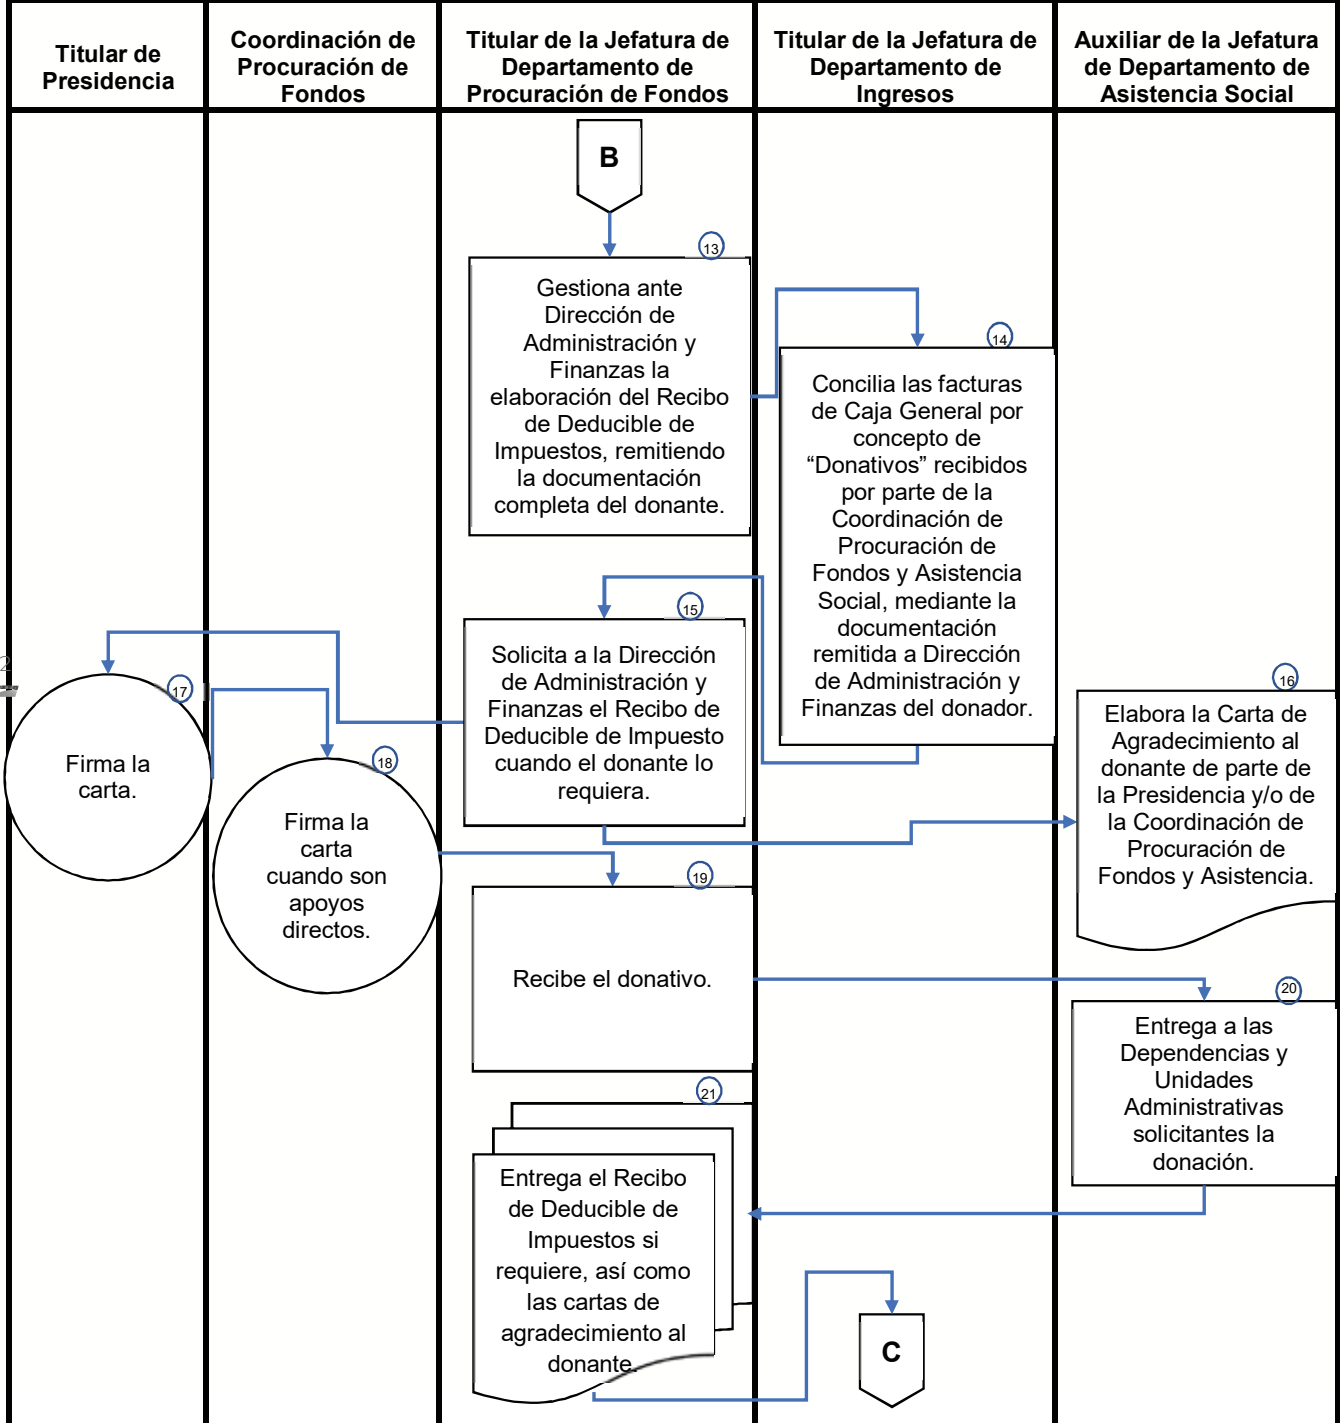 Titular de
Presidencia
Coordinación de
Procuración de
Fondos
Titular de la Jefatura de
Departamento de
Procuración de Fondos
Titular de la Jefatura de
Departamento de
Ingresos
Auxiliar de la Jefatura
de Departamento de
Asistencia Social
B
13
Gestiona ante
Dirección de
Administración y
Finanzas la
elaboración del Recibo
de Deducible de
Impuestos, remitiendo
la documentación
completa del donante.
14
Concilia las facturas
de Caja General por
concepto de
“Donativos” recibidos
por parte de la
Coordinación de
Procuración de
Fondos y Asistencia
Social, mediante la
documentación
remitida a Dirección
de Administración y
Finanzas del donador.
15
Solicita a la Dirección
de Administración y
Finanzas el Recibo de
Deducible de Impuesto
cuando el donante lo
requiera.
16
Elabora la Carta de
Agradecimiento al
donante de parte de
la Presidencia y/o de
la Coordinación de
Procuración de
Fondos y Asistencia.
2
17
Firma la
carta.
18
Firma la
carta
cuando son
apoyos
directos.
19
Recibe el donativo.
20
Entrega a las
Dependencias y
Unidades
Administrativas
solicitantes la
donación.
21
Entrega el Recibo
de Deducible de
Impuestos si
requiere, así como
las cartas de
agradecimiento al
donante.
C